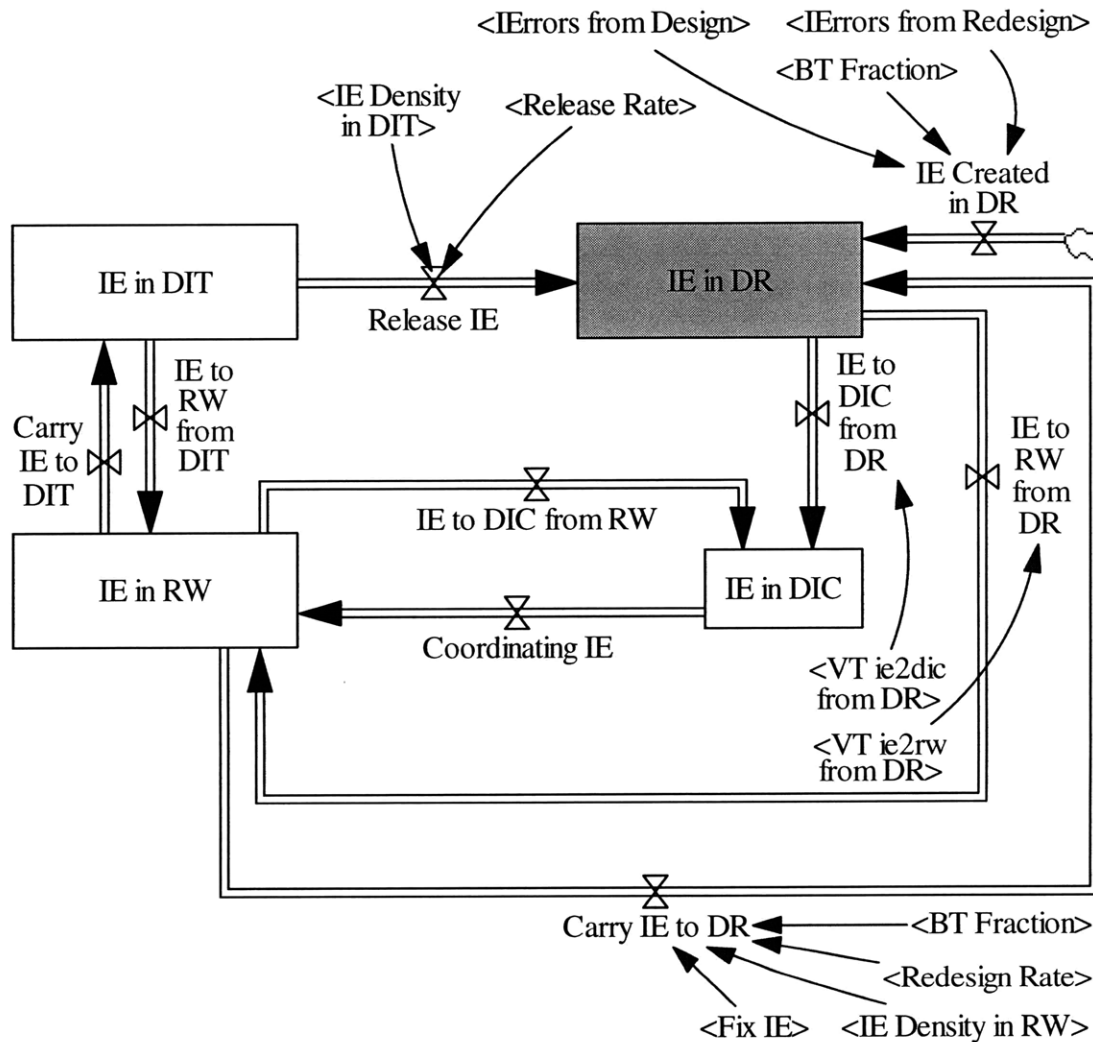 <IErrors from Design>
<IErrors from Redesign>
<BT Fraction>
<IE Density
in DIT>
<Release Rate>
IE Created
in DR
IE in DIT
Release IE
IE in DR
Carry
IE to
DIT
IE to
RW
from
DIT
IE to
DIC
from
DR
IE to
RW
from
DR
IE to DIC from RW
IE in RW
IE in DIC
Coordinating IE
<VT ie2dic
from DR>
<VT ie2rw
from DR>
Carry IE to DR
<BT Fraction>
<Redesign Rate>
<Fix IE>
<IE Density in RW>